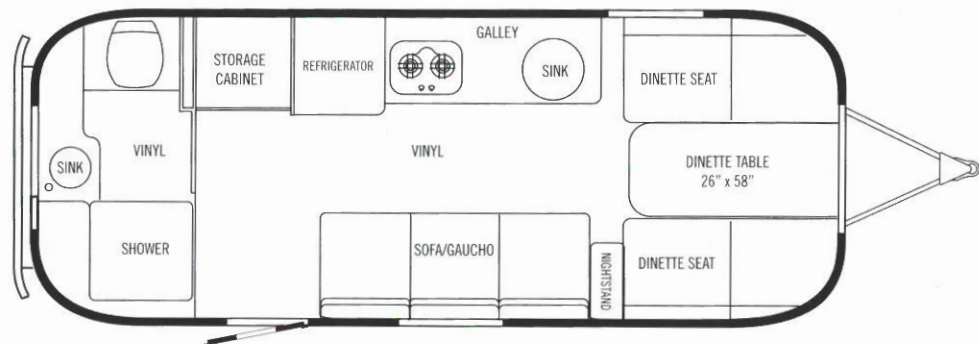 GALLEY
STORAGE
CABINET
REFRIGERATOR
SINK
DINETTE SEAT
VINYL
VINYL
SINK
DINETTE TABLE
26" x 58"
SHOWER
SOFA/GAUCHO
NIGHTSTAND
DINETTE SEAT